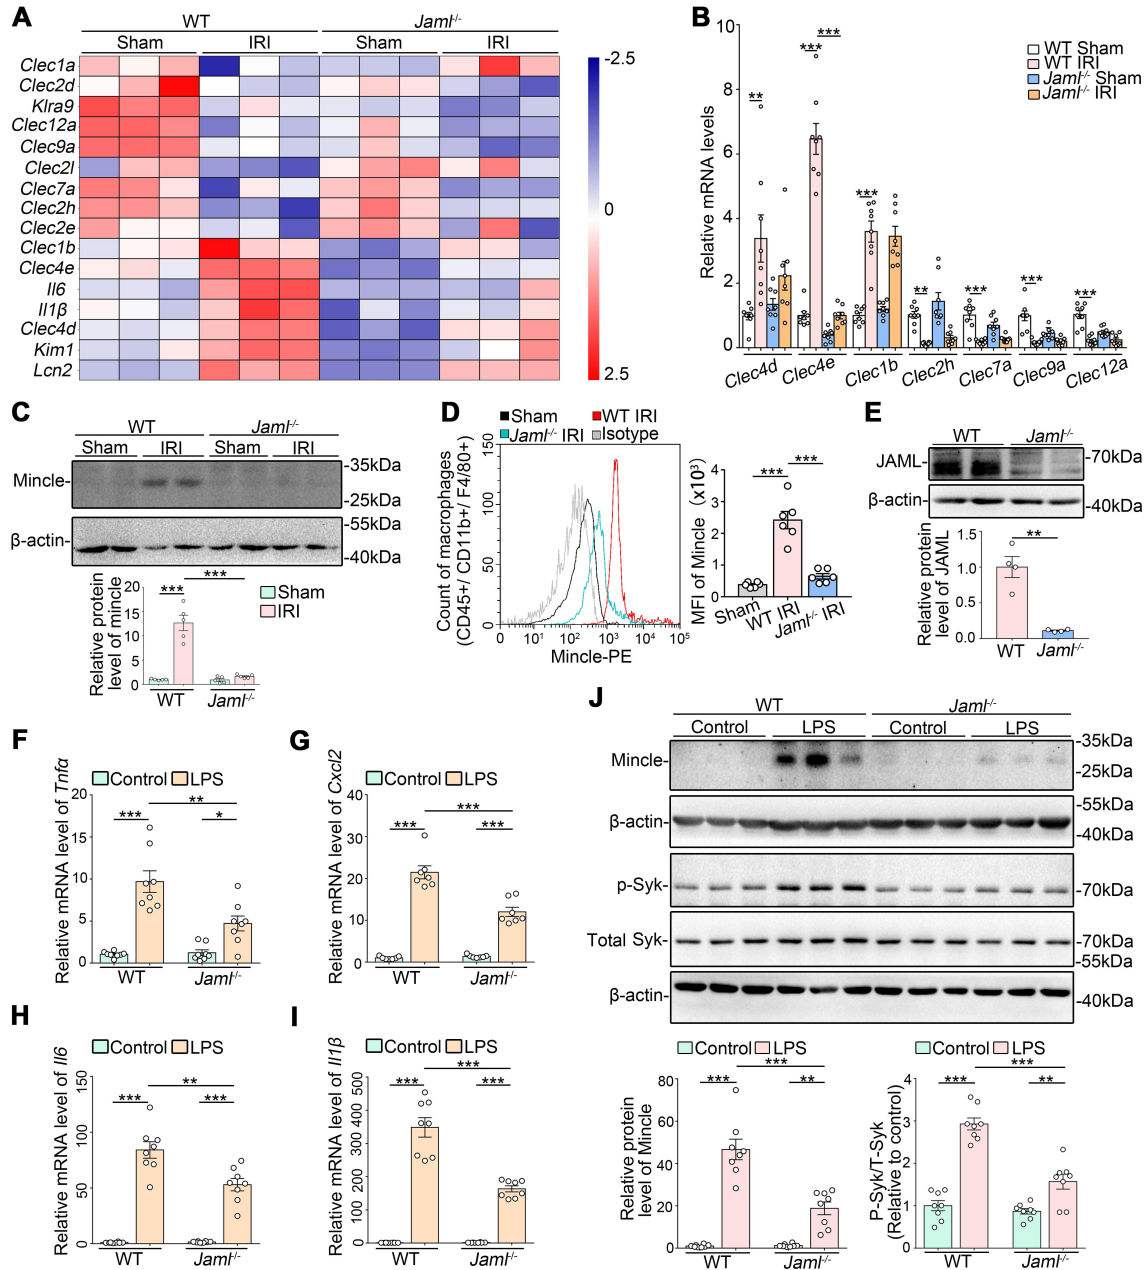 A
WT
Jaml-/-
Sham
IRI
Sham
IRI
Clec1a
Clec2d
Klra9
Clec12a
Clec9a
Clec2l
Clec7a
Clec2h
Clec2e
Clec1b
Clec4e
Il6
Il1β
Clec4d
Kim1
Lcn2
-2.5
0
2.5
B
Relative mRNA levels
10
8
6
4
2
0
**
***
***
***
**
***
***
***
WT Sham
WT IRI
Jaml-/- Sham
Jaml-/- IRI
Clec4d
Clec4e
Clec1b
Clec2h
Clec7a
Clec9a
Clec12a
C
WT
Jaml-/-
Sham
IRI
Sham
IRI
Mincle-
-35kDa
-25kDa
β-actin-
-55kDa
-40kDa
Relative protein
level of mincle
20
15
10
5
0
***
***
Sham
IRI
WT
Jaml-/-
D
Sham
WT IRI
Jaml-/- IRI
Isotype
Count of macrophages
(CD45+/ CD11b+/ F4/80+)
150
100
50
0
0
10¹
10²
10³
10⁴
10⁵
Mincle-PE
MFI of Mincle (x10³)
4
3
2
1
0
***
***
Sham
WT IRI
Jaml-/- IRI
E
WT
Jaml-/-
JAML-
-70kDa
β-actin-
-40kDa
Relative protein
level of JAML
1.5
1.0
0.5
0.0
**
WT
Jaml-/-
F
Control
LPS
Relative mRNA level of Tnfα
20
15
10
5
0
***
**
*
WT
Jaml-/-
G
Control
LPS
Relative mRNA level of Cxcl2
40
30
20
10
0
***
***
***
WT
Jaml-/-
H
Control
LPS
Relative mRNA level of Il6
150
100
50
0
***
**
***
WT
Jaml-/-
I
Control
LPS
Relative mRNA level of Il1β
500
400
300
200
100
0
***
***
***
WT
Jaml-/-
J
WT
Jaml-/-
Control
LPS
Control
LPS
Mincle-
-35kDa
-25kDa
β-actin-
-55kDa
-40kDa
p-Syk-
-70kDa
Total Syk-
-70kDa
-55kDa
β-actin-
-40kDa
Control
LPS
Relative protein
level of Mincle
80
60
40
20
0
***
***
**
WT
Jaml-/-
Control
LPS
P-Syk/T-Syk
(Relative to control)
4
3
2
1
0
***
***
**
WT
Jaml-/-